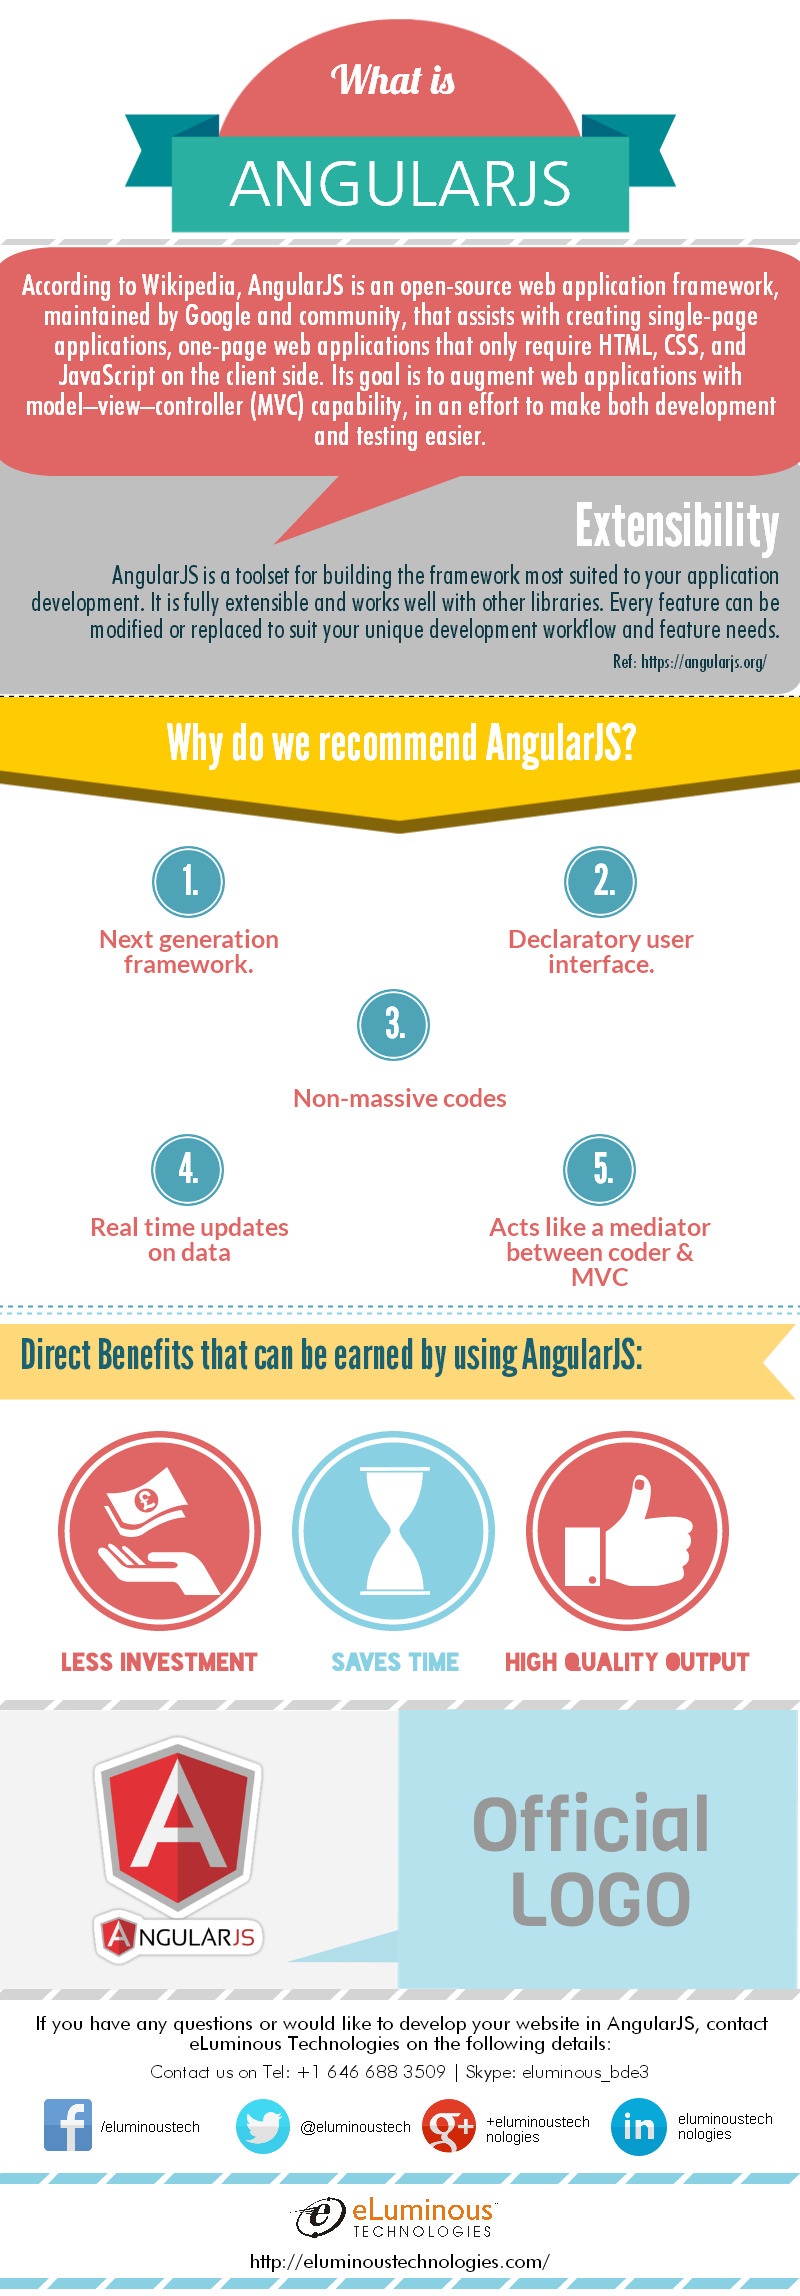 What is
ANGULARJS
According to Wikipedia, AngularJS is an open-source web application framework,
maintained by Google and community, that assists with creating single-page
applications, one-page web applications that only require HTML, CSS, and
JavaScript on the client side. Its goal is to augment web applications with
model–view–controller (MVC) capability, in an effort to make both development
and testing easier.
Extensibility
AngularJS is a toolset for building the framework most suited to your application
development. It is fully extensible and works well with other libraries. Every feature can be
modified or replaced to suit your unique development workflow and feature needs.
Ref: https://angularjs.org/
Why do we recommend AngularJS?
1.
Next generation
framework.
2.
Declaratory user
interface.
3.
Non-massive codes
4.
Real time updates
on data
5.
Acts like a mediator
between coder &
MVC
Direct Benefits that can be earned by using AngularJS:
£
LESS INVESTMENT
SAVES TIME
HIGH QUALITY OUTPUT
A
ANGULARJS
Official
LOGO
If you have any questions or would like to develop your website in AngularJS, contact
eLuminous Technologies on the following details:
Contact us on Tel: +1 646 688 3509 | Skype: eluminous_bde3
f
/eluminoustech
@eluminoustech
g+
+eluminoustech
nologies
in
eluminoustech
nologies
e eLuminous
TECHNOLOGIES
http://eluminoustechnologies.com/